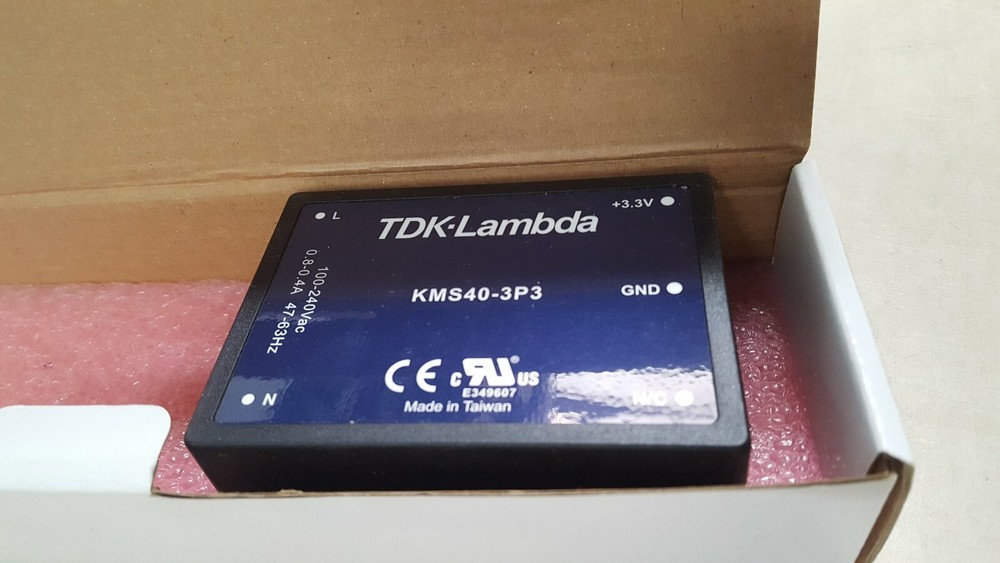 L
TDK·Lambda
+3.3V
100-240Vac
0.8-0.4A 47-63Hz
KMS40-3P3
GND
CE
c RU ® US
E349607
Made in Taiwan
N
N/C